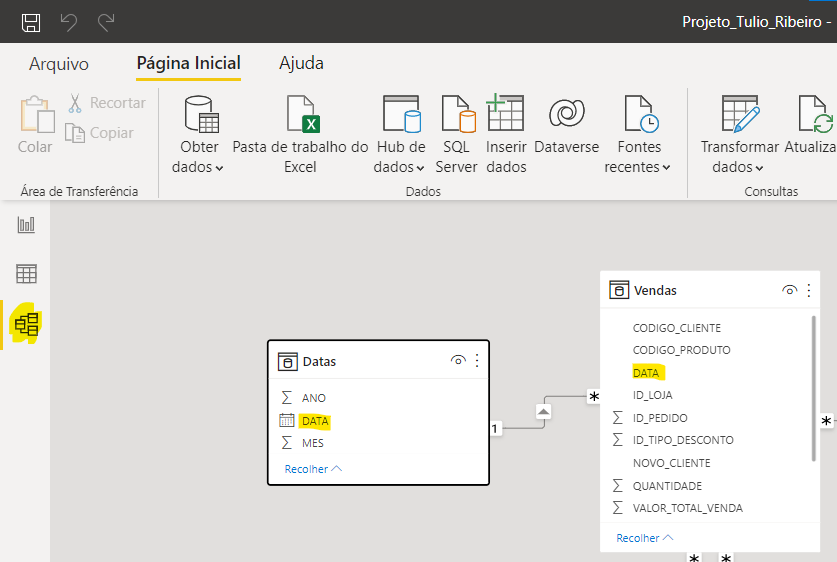 Projeto_Tulio_Ribeiro -
Arquivo
Página Inicial
Ajuda
Colar
Recortar
Copiar
Obter
dados
Pasta de trabalho do
Excel
Hub de
dados
SQL
Server
Inserir
dados
Dataverse
Fontes
recentes
Transformar
dados
Atualiza
Área de Transferência
Dados
Consultas
Datas
ANO
DATA
MES
Recolher
1
*
Vendas
CODIGO_CLIENTE
CODIGO_PRODUTO
DATA
ID_LOJA
ID_PEDIDO
ID_TIPO_DESCONTO
NOVO_CLIENTE
QUANTIDADE
VALOR_TOTAL_VENDA
Recolher
*
* *